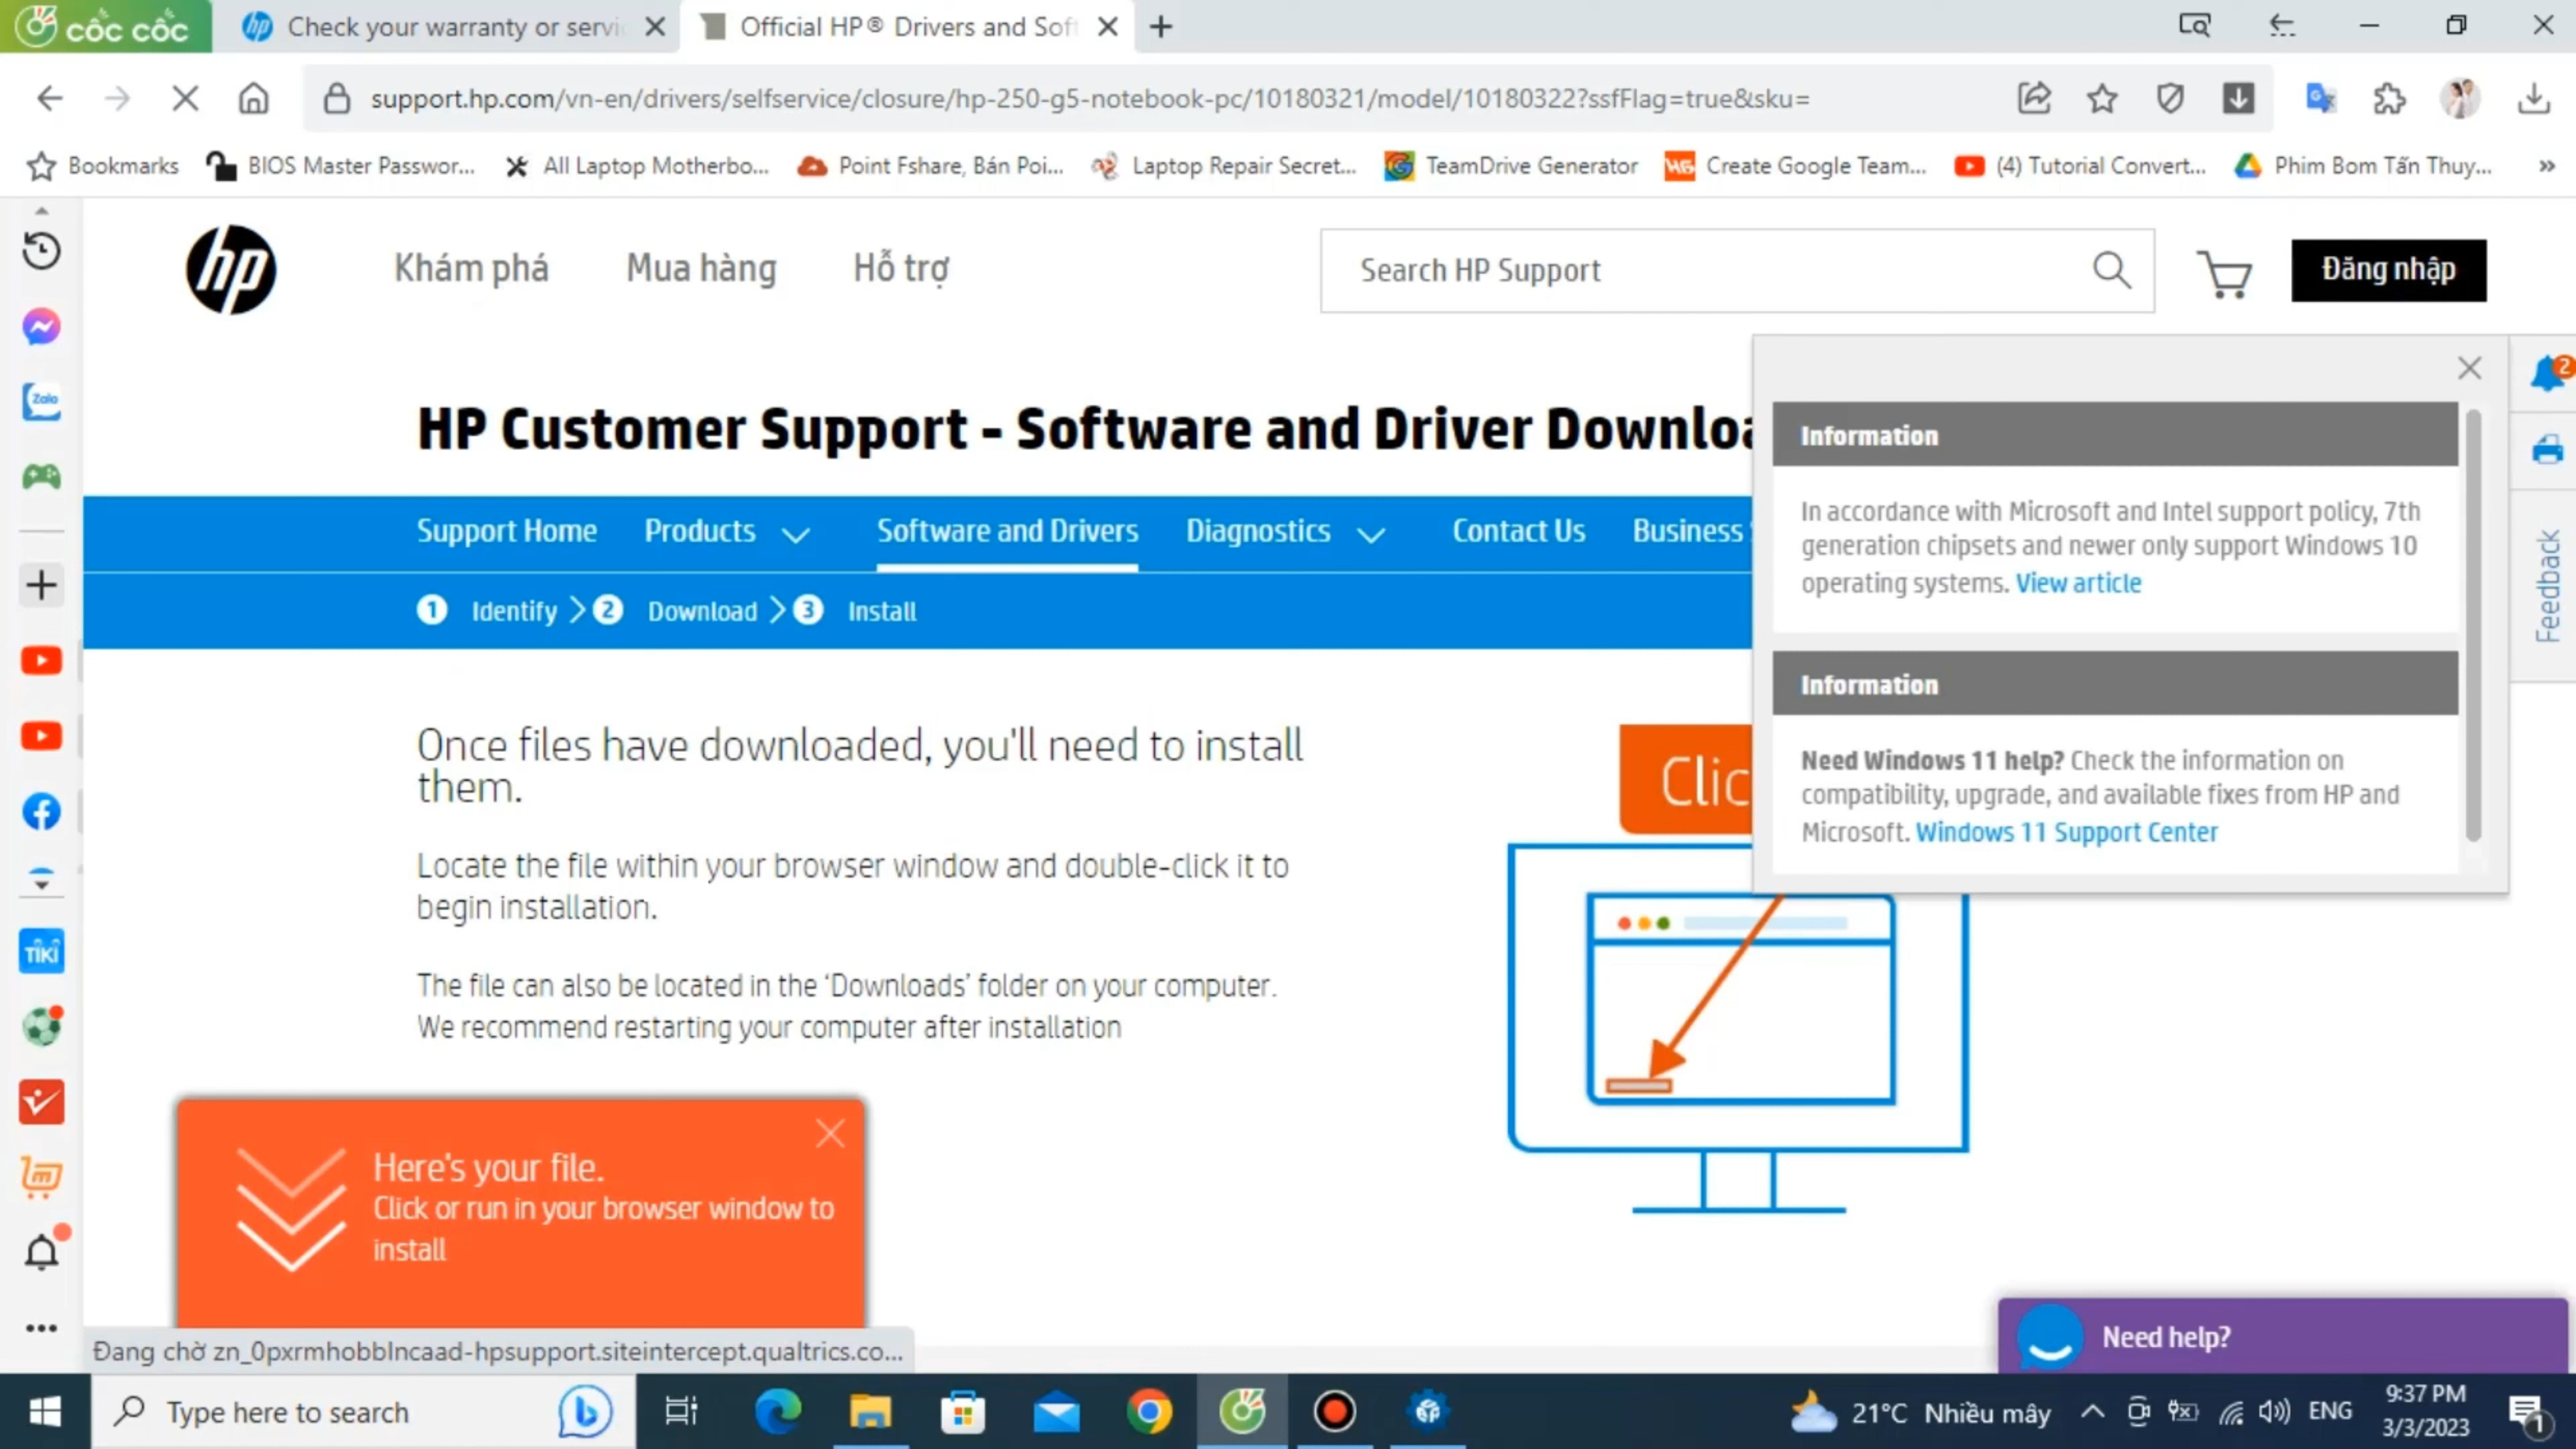 cốc cốc
Check your warranty or servi
Official HP® Drivers and Sof
support.hp.com/vn-en/drivers/selfservice/closure/hp-250-g5-notebook-pc/10180321/model/10180322?ssfFlag=true&sku=
Bookmarks
BIOS Master Passwor...
All Laptop Motherbo...
Point Fshare, Bán Poi...
Laptop Repair Secret...
TeamDrive Generator
Create Google Team...
(4) Tutorial Convert...
Phim Bom Tấn Thuy...
hp
Khám phá
Mua hàng
Hỗ trợ
Search HP Support
Đăng nhập
HP Customer Support - Software and Driver Downloa
Support Home
Products
Software and Drivers
Diagnostics
Contact Us
Business
1 Identify
2 Download
3 Install
Information
In accordance with Microsoft and Intel support policy, 7th
generation chipsets and newer only support Windows 10
operating systems. View article
Information
Need Windows 11 help? Check the information on
compatibility, upgrade, and available fixes from HP and
Microsoft. Windows 11 Support Center
2
Feedback
Once files have downloaded, you'll need to install
them.
Locate the file within your browser window and double-click it to
begin installation.
The file can also be located in the ‘Downloads’ folder on your computer.
We recommend restarting your computer after installation
Clic
Here's your file.
Click or run in your browser window to
install
Zalo
TIKI
Need help?
Đang chờ zn_0pxrmhobblncaad-hpsupport.siteintercept.qualtrics.co...
Type here to search
21°C Nhiều mây
ENG
9:37 PM
3/3/2023
1